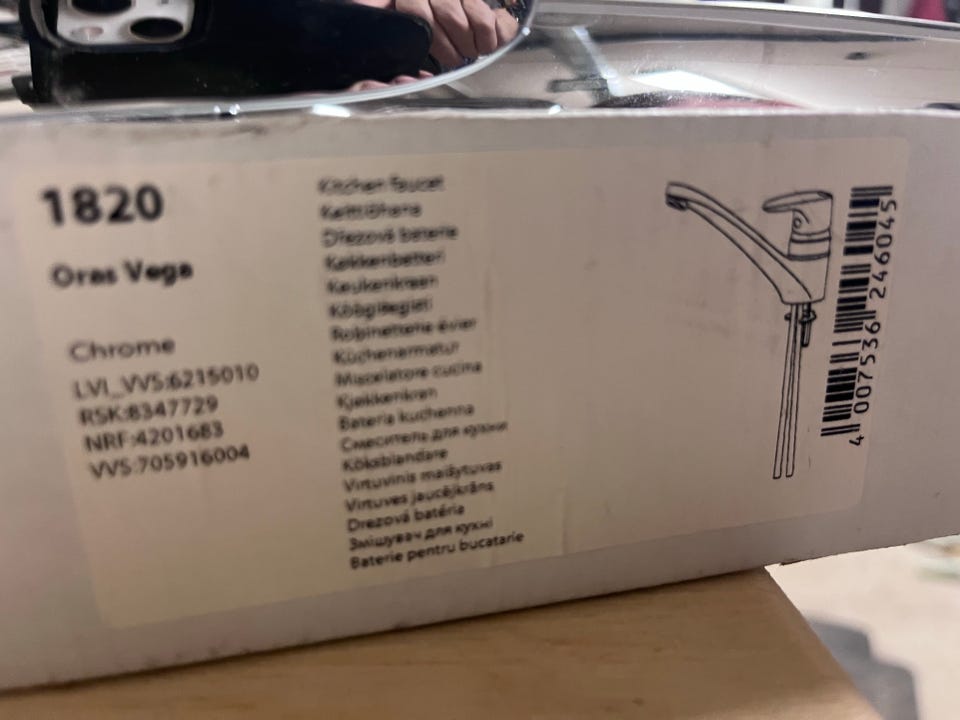 1820
Oras Vega
Chrome
LVI_VVS:6215010
RSK:8347729
NRF:4201683
VVS:705916004
Kitchen faucet
Keittiöhana
Dřezová baterie
Køkkenbatteri
Keukenkraan
Köögisegisti
Robinetterie évier
Küchenarmatur
Miscelatore cucina
Kjøkkenkran
Bateria kuchenna
Смеситель для кухни
Köksblandare
Virtuvinis maišytuvas
Virtuves jaucējkrāns
Drezová batéria
Змішувач для кухні
Baterie pentru bucatarie
4 007536 246045